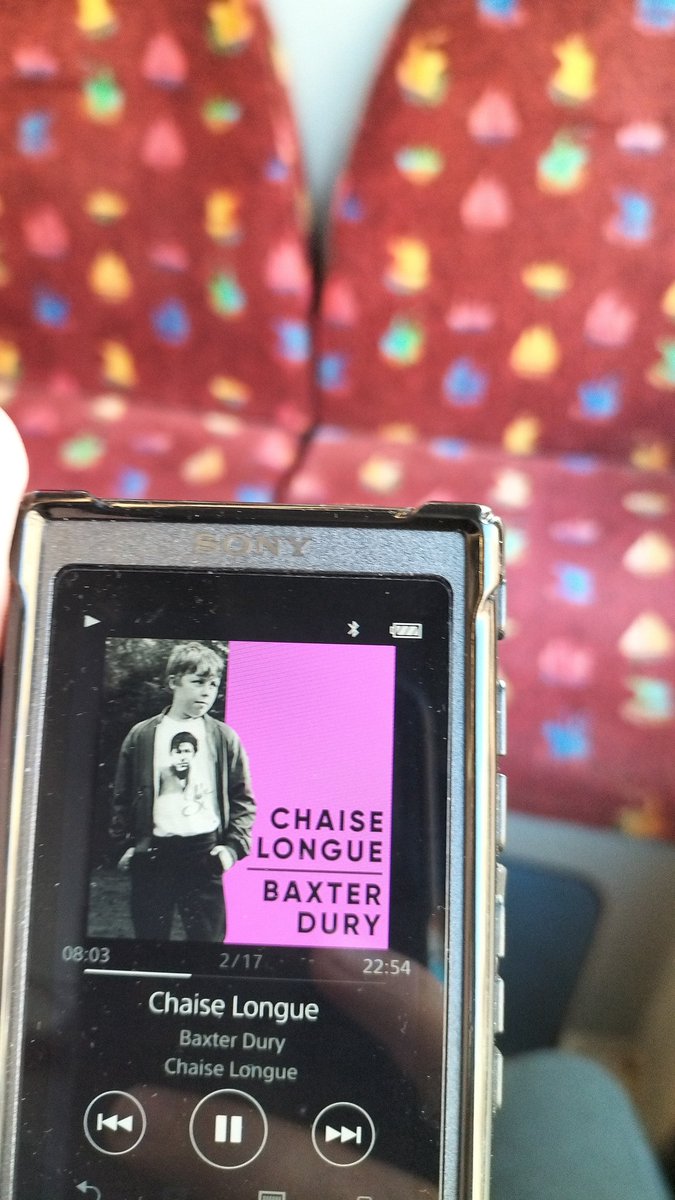 SONY
CHAISE
LONGUE
BAXTER
DURY
08:03
2/17
22:54
Chaise Longue
Baxter Dury
Chaise Longue